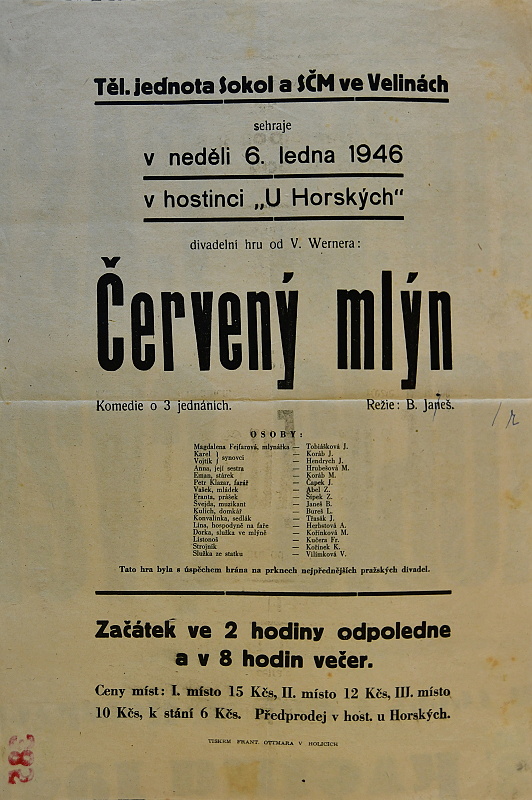 Těl. jednota Sokol a SČM ve Velinách
sehraje
v neděli 6. ledna 1946
v hostinci „U Horských“
divadelní hru od V. Wernera:
Červený mlýn
Komedie o 3 jednáních. Režie: B. Janeš.
OSOBY:
Magdalena Fejfarová, mlynářka — Tobiášková J.
Karel } synovci — Koráb J.
Vojtík } — Hendrych J.
Anna, její sestra — Hrubešová M.
Eman, stárek — Koráb M.
Petr Klazar, farář — Čapek J.
Vašek, mládek — Ábel Z.
Franta, prášek — Šípek Z.
Švejda, muzikant — Janeš B.
Kulich, domkář — Bureš L.
Konvalinka, sedlák — Třasák J.
Lina, hospodyně na faře — Herbstová A.
Dorka, služka ve mlýně — Kořínková M.
Listonoš — Kučera Fr.
Strojník — Kořínek K.
Služka ze statku — Vilímková V.
Tato hra byla s úspěchem hrána na prknech nejpřednějších pražských divadel.
Začátek ve 2 hodiny odpoledne
a v 8 hodin večer.
Ceny míst: I. místo 15 Kčs, II. místo 12 Kčs, III. místo
10 Kčs, k stání 6 Kčs. Předprodej v host. u Horských.
TISKEM FRANT. OTTMARA V HOLICÍCH
382